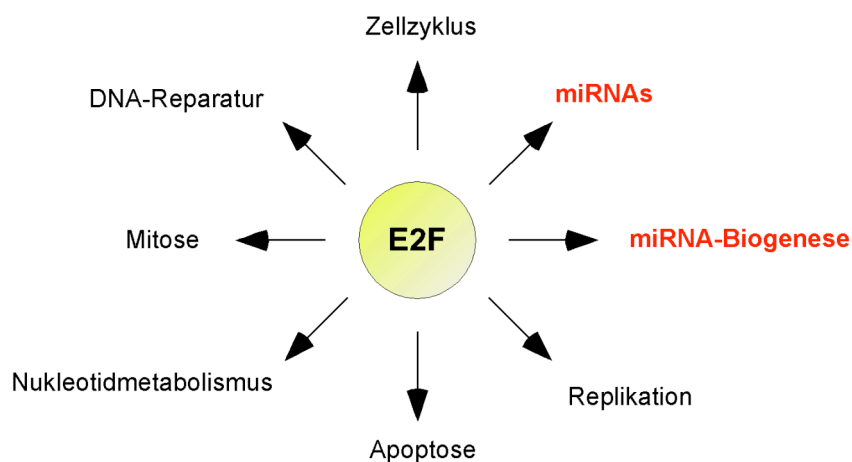 Zellzyklus
DNA-Reparatur
miRNAs
Mitose
E2F
miRNA-Biogenese
Nukleotidmetabolismus
Replikation
Apoptose